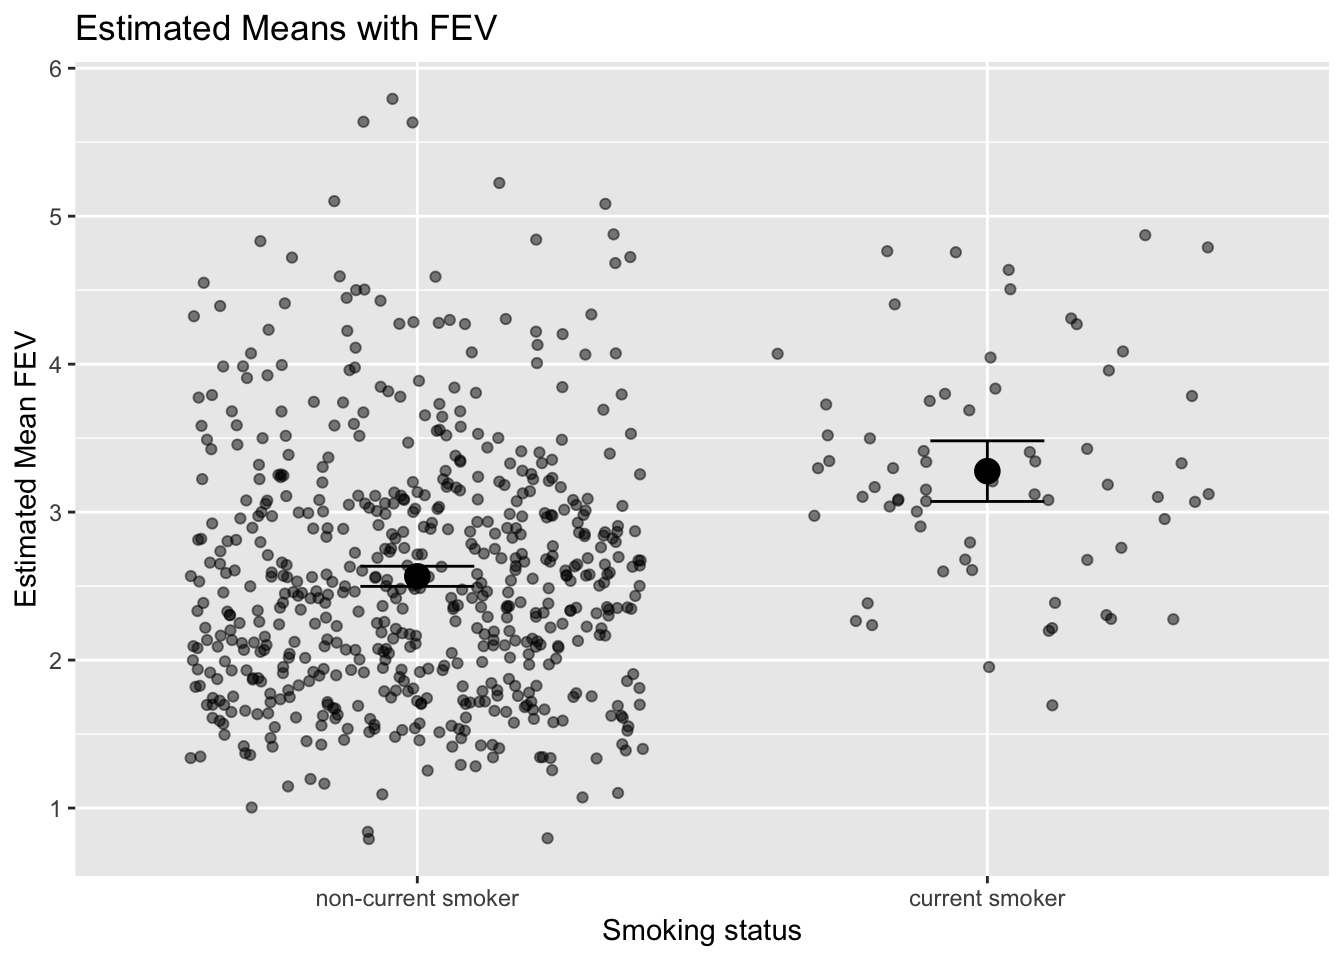 Estimated Means with FEV
6
5
4
3
2
1
Estimated Mean FEV
non-current smoker
current smoker
Smoking status